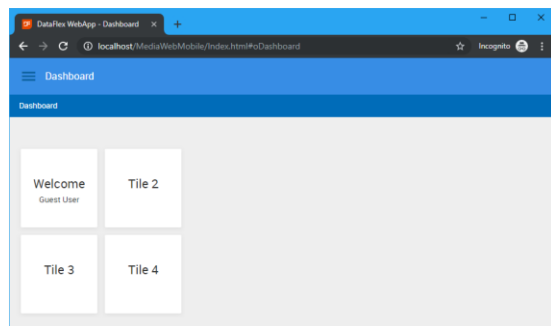 DataFlex WebApp - Dashboard
localhost/MediaWebMobile/Index.html#oDashboard
Incognito
Dashboard
Dashboard
Welcome
Guest User
Tile 2
Tile 3
Tile 4